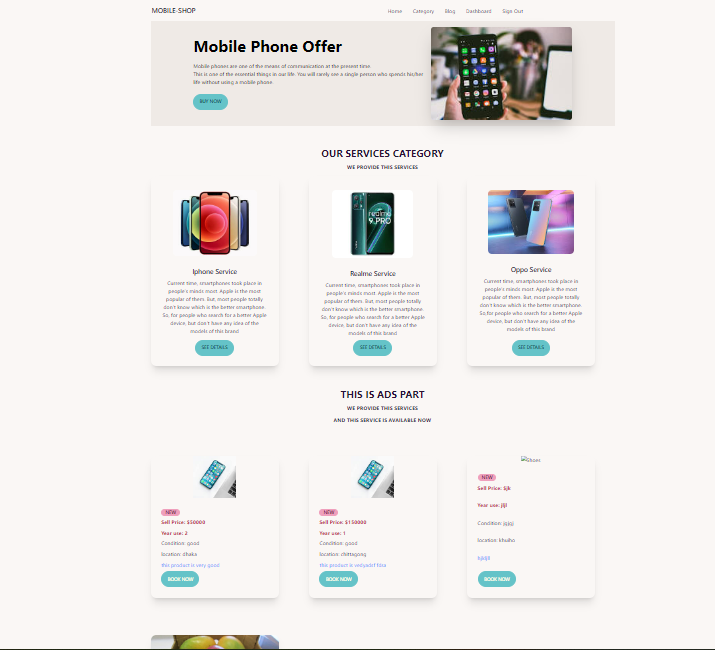 MOBILE-SHOP
Home Category Blog Dashboard Sign Out
Mobile Phone Offer
Mobile phones are one of the means of communication at the present time.
This is one of the essential things in our life. You will rarely see a single person who spends his/her
life without using a mobile phone.
BUY NOW
OUR SERVICES CATEGORY
WE PROVIDE THIS SERVICES
realme
9 PRO
Iphone Service
Current time, smartphones took place in
people's minds most. Apple is the most
popular of them. But, most people totally
don't know which is the better smartphone.
So, for people who search for a better Apple
device, but don't have any idea of the
models of this brand
SEE DETAILS
Realme Service
Current time, smartphones took place in
people's minds most. Apple is the most
popular of them. But, most people totally
don't know which is the better smartphone.
So, for people who search for a better Apple
device, but don't have any idea of the
models of this brand
SEE DETAILS
Oppo Service
Current time, smartphones took place in
people's minds most. Apple is the most
popular of them. But, most people totally
don't know which is the better smartphone.
So, for people who search for a better Apple
device, but don't have any idea of the
models of this brand
SEE DETAILS
THIS IS ADS PART
WE PROVIDE THIS SERVICES
AND THIS SERVICE IS AVAILABLE NOW
NEW
Sell Price: $50000
Year use: 2
Condition: good
location: dhaka
this product is very good
BOOK NOW
NEW
Sell Price: $150000
Year use: 1
Condition: good
location: chittagong
this product is
BOOK NOW
Shoes
NEW
Sell Price:
Year use:
Condition:
location: khulho
BOOK NOW